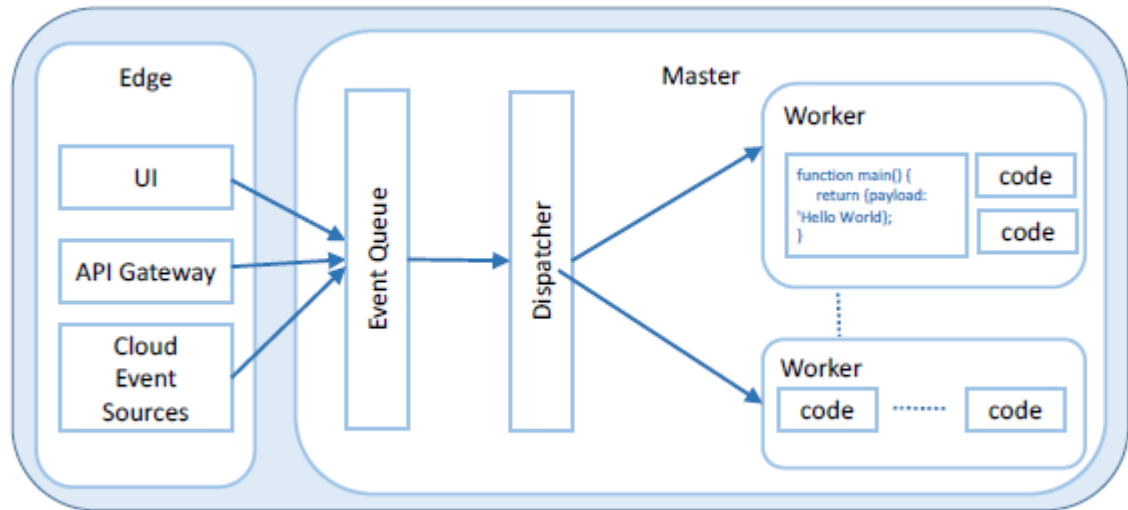 Edge
UI
API Gateway
Cloud
Event
Sources
Master
Event Queue
Dispatcher
Worker
function main() {
return {payload:
'Hello World};
}
code
code
Worker
code
code